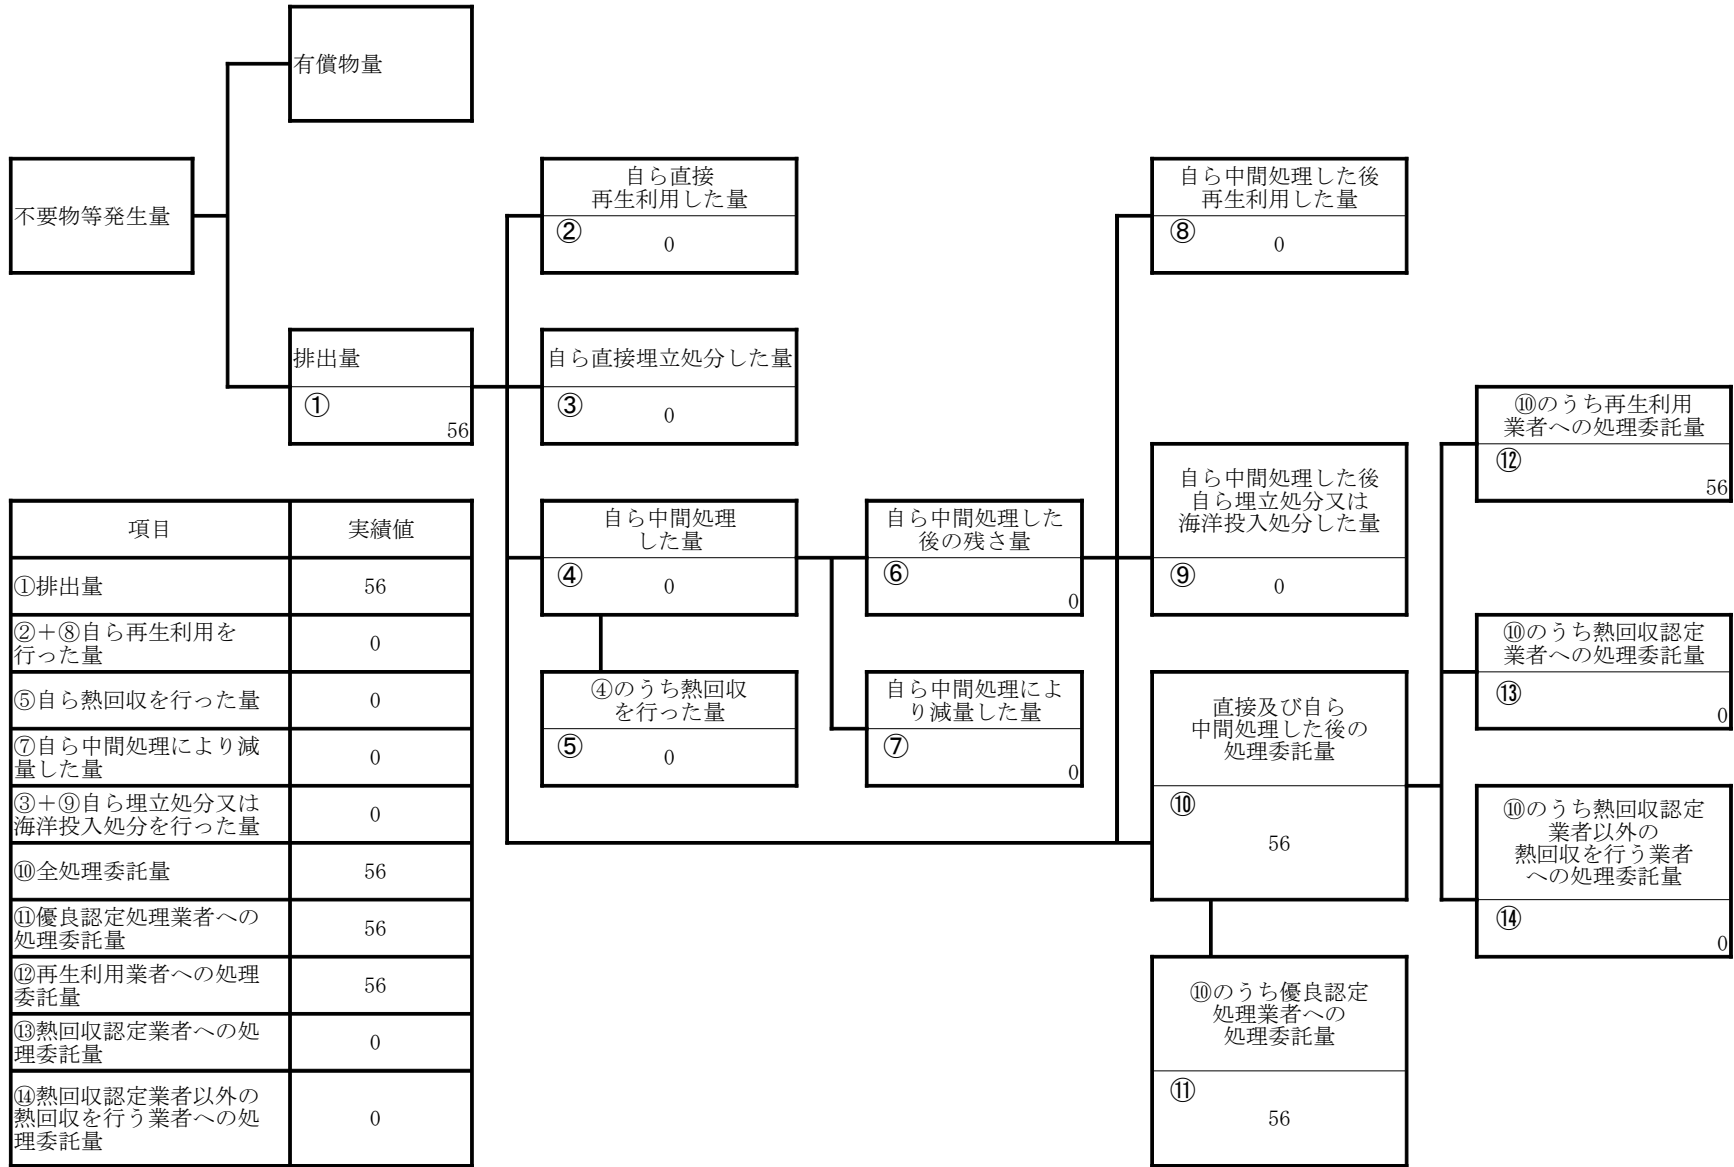 有償物量
不要物等発生量
自ら直接
再生利用した量
②
0
自ら中間処理した後
再生利用した量
⑧
0
排出量
①
56
自ら直接埋立処分した量
③
0
⑩のうち再生利用
業者への処理委託量
⑫
56
自ら中間処理
した量
④
0
自ら中間処理した
後の残さ量
⑥
0
自ら中間処理した後
自ら埋立処分又は
海洋投入処分した量
⑨
0
⑩のうち熱回収認定
業者への処理委託量
⑬
0
④のうち熱回収
を行った量
⑤
0
自ら中間処理によ
り減量した量
⑦
0
直接及び自ら
中間処理した後の
処理委託量
⑩
56
⑩のうち熱回収認定
業者以外の
熱回収を行う業者
への処理委託量
⑭
0
⑩のうち優良認定
処理業者への
処理委託量
⑪
56
項目 実績値
①排出量 56
②+⑧自ら再生利用を
行った量 0
⑤自ら熱回収を行った量 0
⑦自ら中間処理により減
量した量 0
③+⑨自ら埋立処分又は
海洋投入処分を行った量 0
⑩全処理委託量 56
⑪優良認定処理業者への
処理委託量 56
⑫再生利用業者への処理
委託量 56
⑬熱回収認定業者への処
理委託量 0
⑭熱回収認定業者以外の
熱回収を行う業者への処
理委託量 0